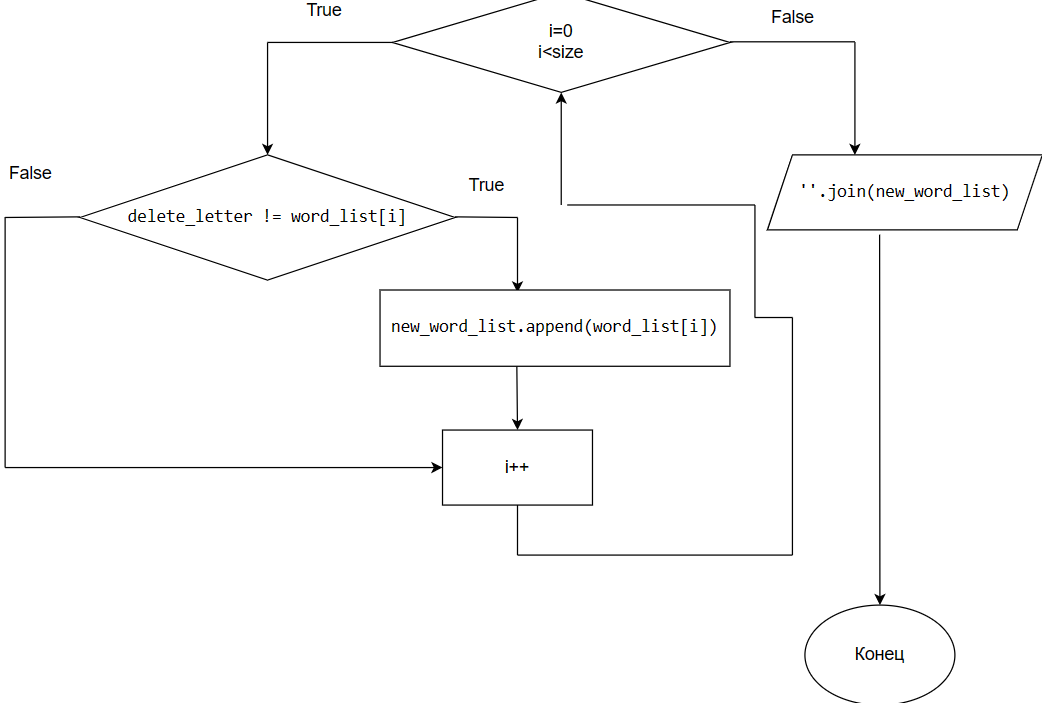 True
i=0
i<size
False
False
delete_letter != word_list[i]
True
''.join(new_word_list)
new_word_list.append(word_list[i])
i++
Конец